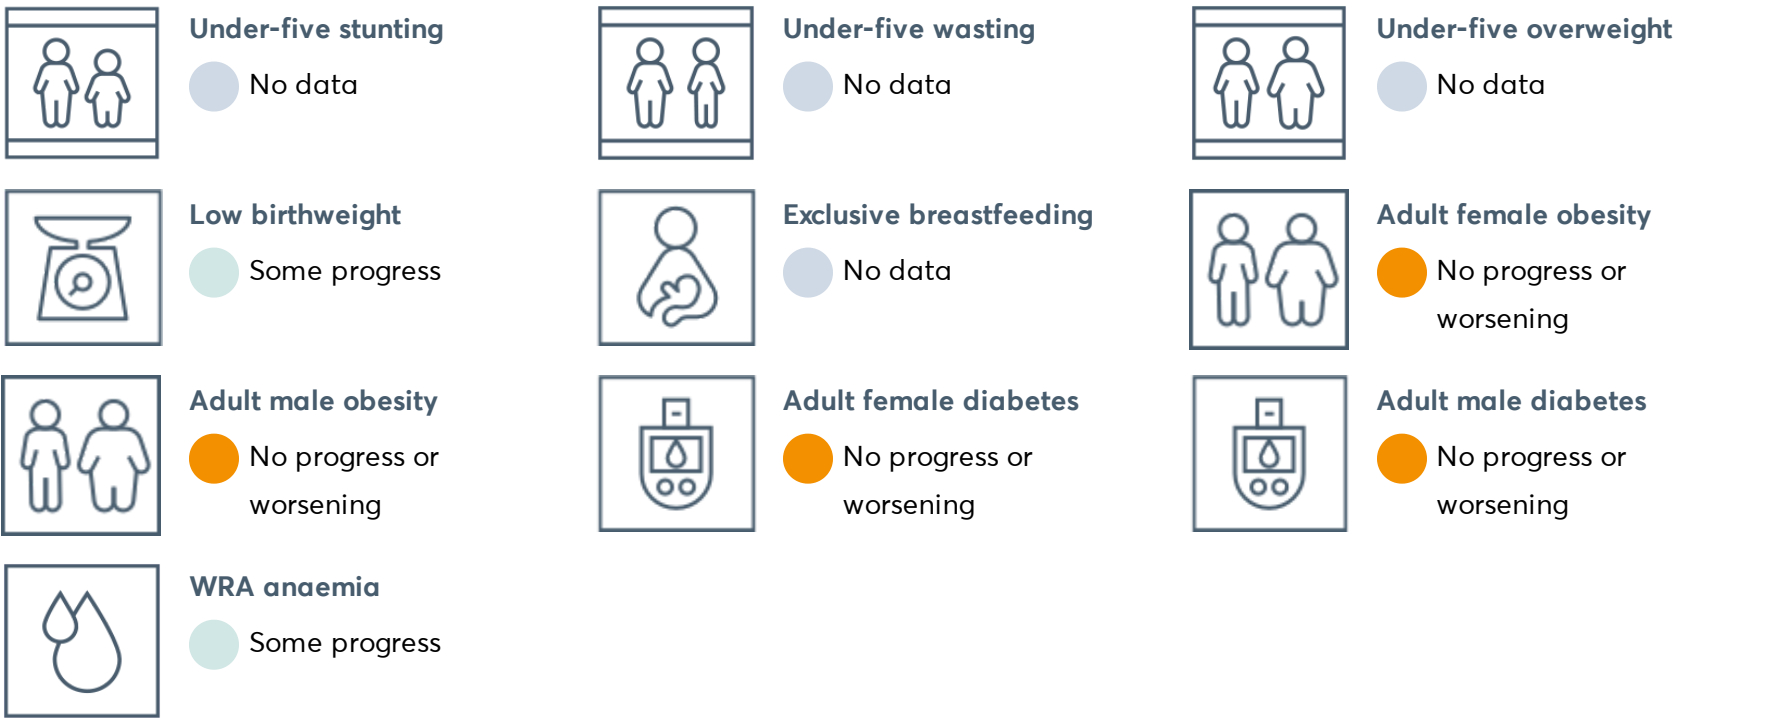 Under-five stunting
No data
Under-five wasting
No data
Under-five overweight
No data
Low birthweight
Some progress
Exclusive breastfeeding
No data
Adult female obesity
No progress or
worsening
Adult male obesity
No progress or
worsening
Adult female diabetes
No progress or
worsening
Adult male diabetes
No progress or
worsening
WRA anaemia
Some progress